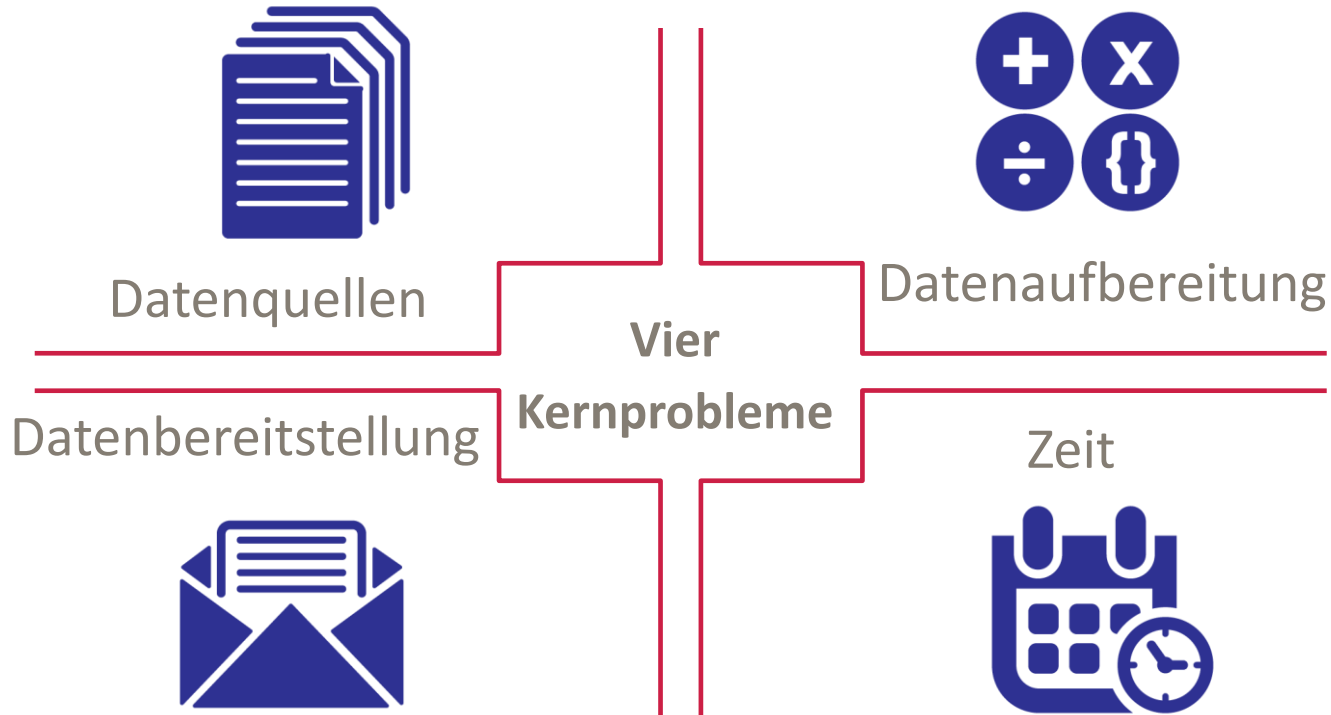 Datenquellen
Datenaufbereitung
Vier
Kernprobleme
Datenbereitstellung
Zeit